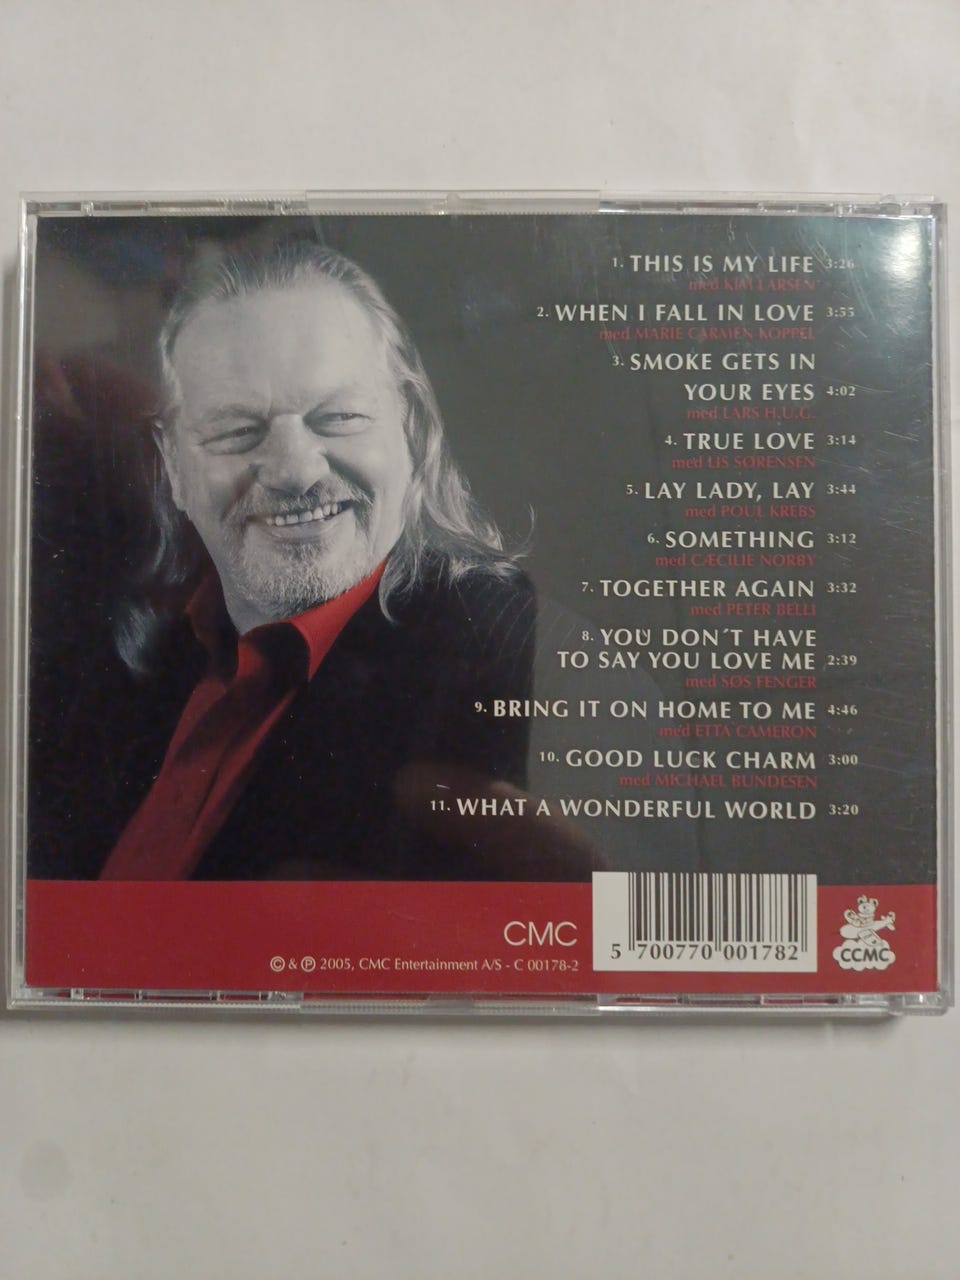 1. THIS IS MY LIFE 3:26
med KIM LARSEN
2. WHEN I FALL IN LOVE 3:55
med MARIE CARMEN KOPPEL
3. SMOKE GETS IN
YOUR EYES 4:02
med LARS H.U.G.
4. TRUE LOVE 3:14
med LIS SØRENSEN
5. LAY LADY, LAY 3:44
med POUL KREBS
6. SOMETHING 3:12
med CÆCILIE NORBY
7. TOGETHER AGAIN 3:32
med PETER BELLI
8. YOU DON´T HAVE
TO SAY YOU LOVE ME 2:39
med SØS FENGER
9. BRING IT ON HOME TO ME 4:46
med ETTA CAMERON
10. GOOD LUCK CHARM 3:00
med MICHAEL BUNDESEN
11. WHAT A WONDERFUL WORLD 3:20
CMC
© & ℗ 2005, CMC Entertainment A/S - C 00178-2
5 700770 001782
CCMC